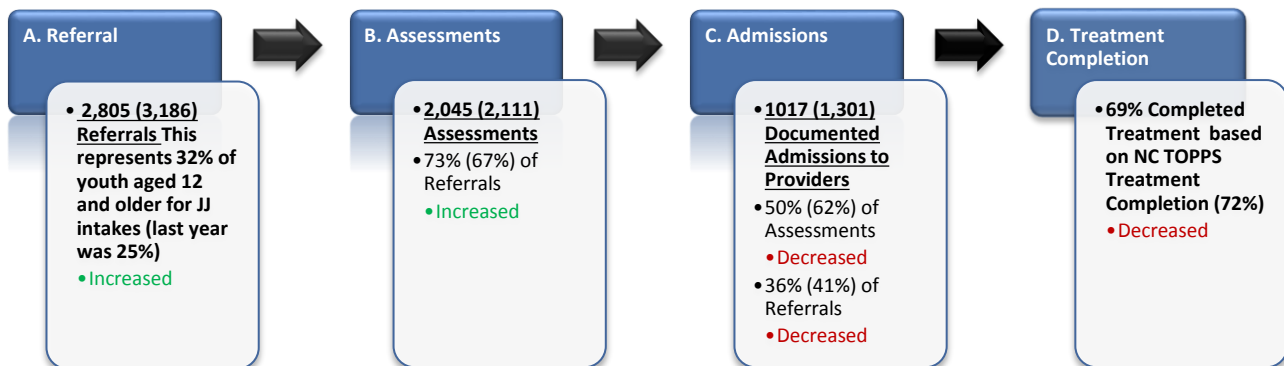 A. Referral
• 2,805 (3,186)
Referrals This
represents 32% of
youth aged 12
and older for JJ
intakes (last year
was 25%)
•Increased
B. Assessments
•2,045 (2,111)
Assessments
•73% (67%) of
Referrals
•Increased
C. Admissions
•1017 (1,301)
Documented
Admissions to
Providers
•50% (62%) of
Assessments
•Decreased
•36% (41%) of
Referrals
•Decreased
D. Treatment
Completion
•69% Completed
Treatment based
on NC TOPPS
Treatment
Completion (72%)
•Decreased